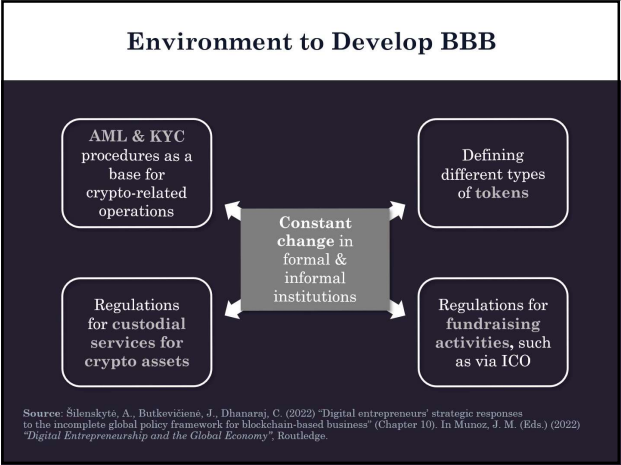 Environment to Develop BBB
AML & KYC
procedures as a
base for
crypto-related
operations
Defining
different types
of tokens
Constant
change in
formal &
informal
institutions
Regulations
for custodial
services for
crypto assets
Regulations for
fundraising
activities, such
as via ICO
Source: Šilenskytė, A., Butkevičienė, J., Dhanaraj, C. (2022) “Digital entrepreneurs’ strategic responses
to the incomplete global policy framework for blockchain-based business” (Chapter 10). In Munoz, J. M. (Eds.) (2022)
“Digital Entrepreneurship and the Global Economy”, Routledge.